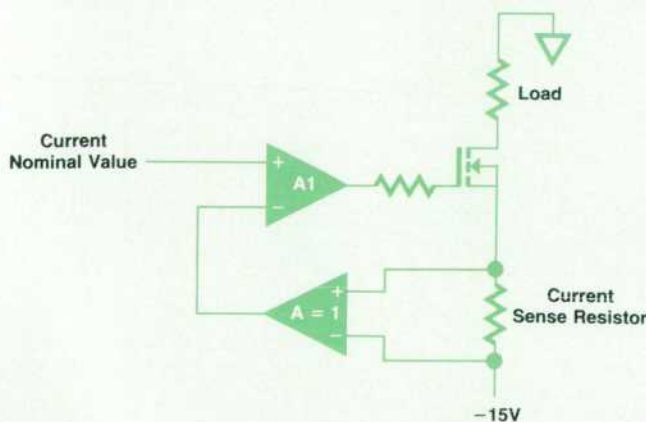 Load
Current
Nominal Value
+
A1
−
+
A = 1
−
Current
Sense Resistor
−15V